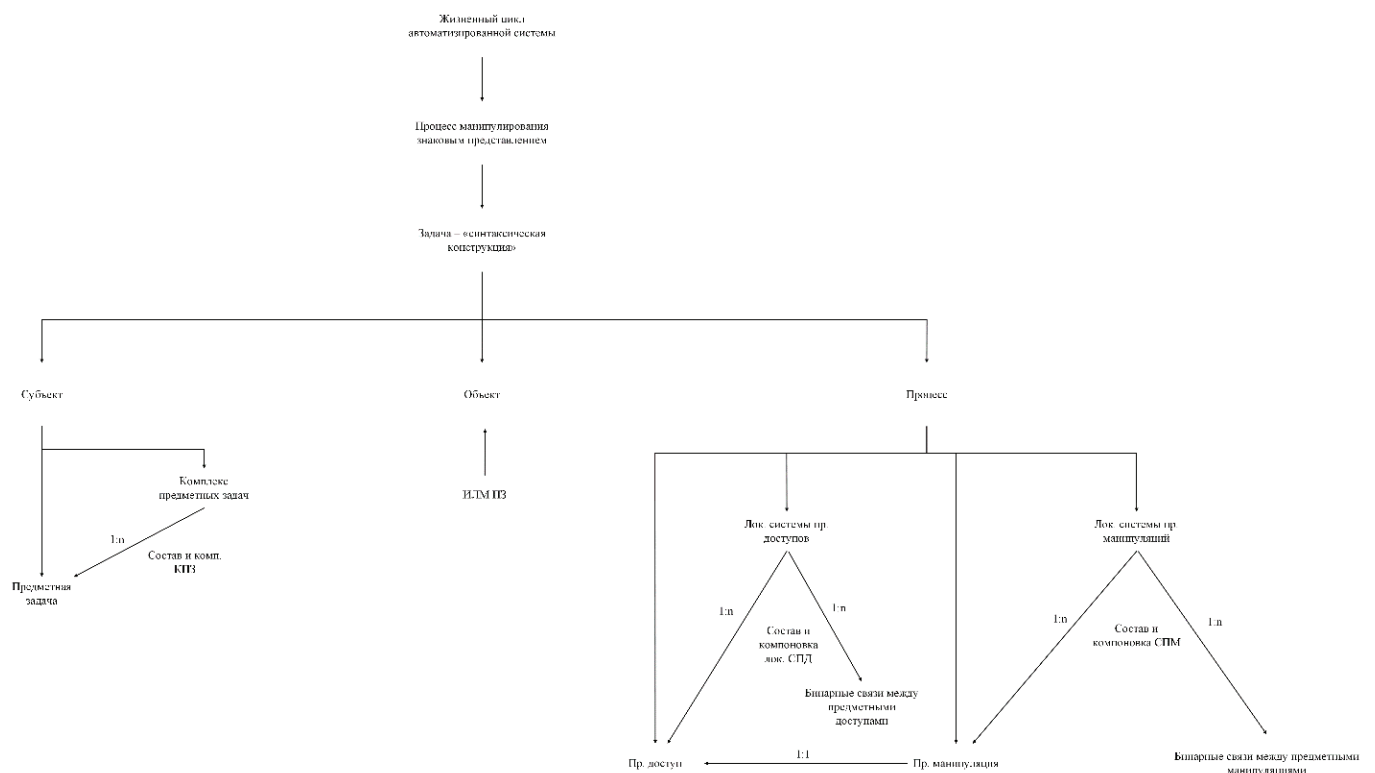 Жизненный цикл
автоматизированной системы
Процесс манипулирования
знаковым представлением
Задача – «синтаксическая
конструкция»
Субъект
Объект
Процесс
Комплекс
предметных задач
ИЛМ ПЗ
1:n
Состав и комп.
КПЗ
Предметная
задача
Лок. системы пр.
доступов
Лок. системы пр.
манипуляций
1:n
1:n
Состав и
компоновка
лок. СПД
1:n
1:n
Состав и
компоновка СПМ
Бинарные связи между
предметными
доступами
Пр. доступ
1:1
Пр. манипуляция
Бинарные связи между предметными
манипуляциями